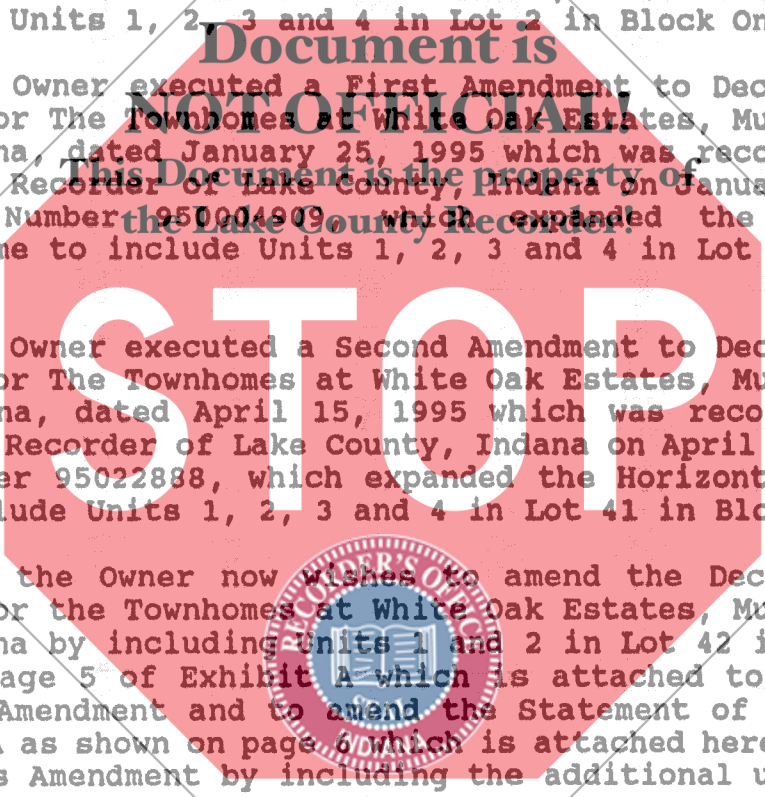 Units 1, 2, 3 and 4 in Lot 2 in Block On
Document is
Owner executed a First Amendment to Dec
NOT OFFICIAL!
or The Townhomes at White Oak Estates, Mu
na, dated January 25, 1995 which was reco
This Document is the property of
Recorder of Lake County, Indiana on Janua
the Lake County Recorder!
Number which expanded the
me to include Units 1, 2, 3 and 4 in Lot
STOP
Owner executed a Second Amendment to Dec
or The Townhomes at White Oak Estates, Mu
na, dated April 15, 1995 which was reco
Recorder of Lake County, Indana on April
er 95022888, which expanded the Horizont
lude Units 1, 2, 3 and 4 in Lot 41 in Blo
the Owner now wishes to amend the Dec
or the Townhomes at White Oak Estates, Mu
na by including Units 1 and 2 in Lot 42 i
age 5 of Exhibit A which is attached to
Amendment and to amend the Statement of
A as shown on page 6 which is attached here
s Amendment by including the additional u
RECORDER'S OFFICE
INDIANA